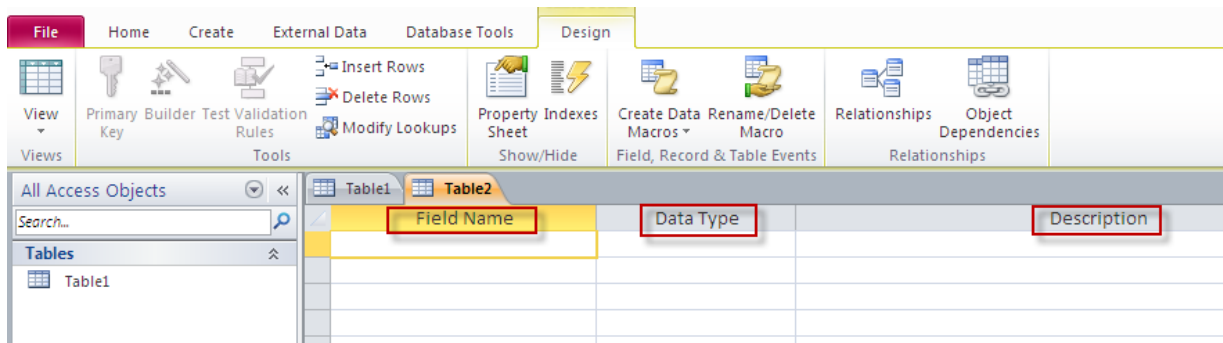 File Home Create External Data Database Tools Design
View
Primary Key
Builder
Test Validation Rules
Insert Rows
Delete Rows
Modify Lookups
Property Sheet
Indexes
Create Data Macros
Rename/Delete Macro
Relationships
Object Dependencies
Views Tools Show/Hide Field, Record & Table Events Relationships
All Access Objects
Search...
Tables
Table1
Table1 Table2
Field Name Data Type Description